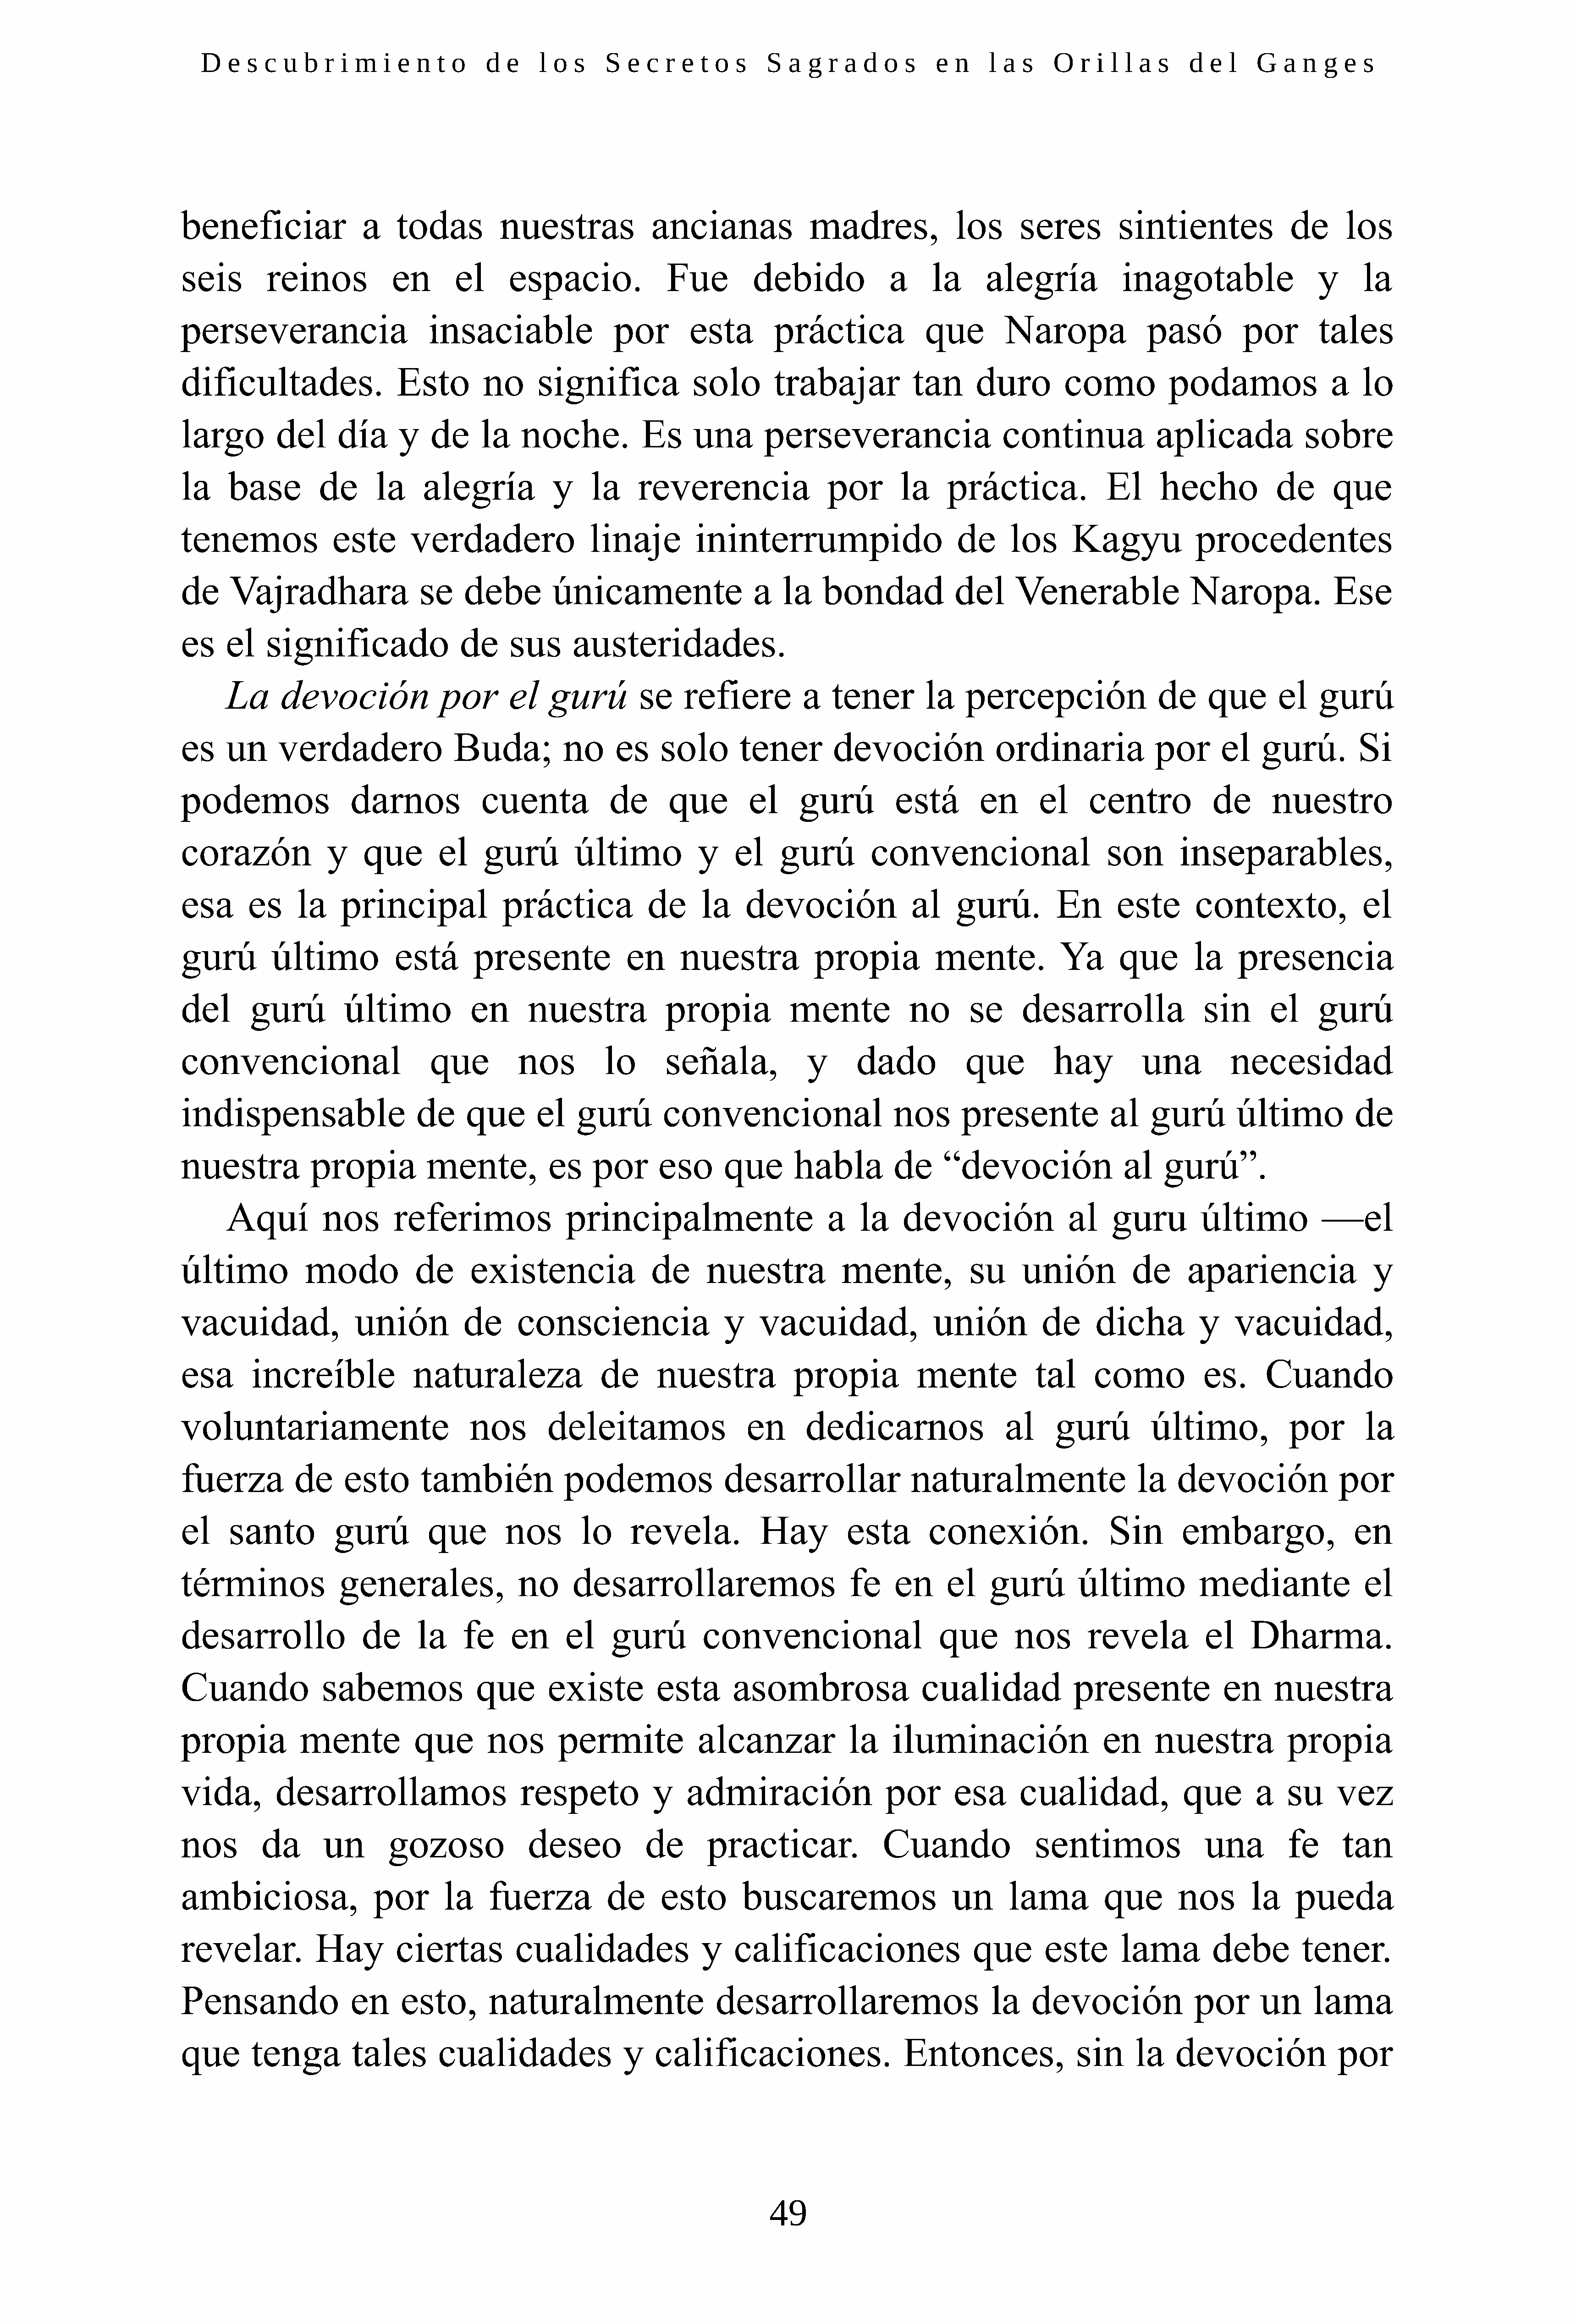 Descubrimiento de los Secretos Sagrados en las Orillas del Ganges
beneficiar a todas nuestras ancianas madres, los seres sintientes de los
seis reinos en el espacio. Fue debido a la alegría inagotable y la
perseverancia insaciable por esta práctica que Naropa pasó por tales
dificultades. Esto no significa solo trabajar tan duro como podamos a lo
largo del día y de la noche. Es una perseverancia continua aplicada sobre
la base de la alegría y la reverencia por la práctica. El hecho de que
tenemos este verdadero linaje ininterrumpido de los Kagyu procedentes
de Vajradhara se debe únicamente a la bondad del Venerable Naropa. Ese
es el significado de sus austeridades.
La devoción por el gurú se refiere a tener la percepción de que el gurú
es un verdadero Buda; no es solo tener devoción ordinaria por el gurú. Si
podemos darnos cuenta de que el gurú está en el centro de nuestro
corazón y que el gurú último y el gurú convencional son inseparables,
esa es la principal práctica de la devoción al gurú. En este contexto, el
gurú último está presente en nuestra propia mente. Ya que la presencia
del gurú último en nuestra propia mente no se desarrolla sin el gurú
convencional que nos lo señala, y dado que hay una necesidad
indispensable de que el gurú convencional nos presente al gurú último de
nuestra propia mente, es por eso que habla de “devoción al gurú”.
Aquí nos referimos principalmente a la devoción al guru último —el
último modo de existencia de nuestra mente, su unión de apariencia y
vacuidad, unión de consciencia y vacuidad, unión de dicha y vacuidad,
esa increíble naturaleza de nuestra propia mente tal como es. Cuando
voluntariamente nos deleitamos en dedicarnos al gurú último, por la
fuerza de esto también podemos desarrollar naturalmente la devoción por
el santo gurú que nos lo revela. Hay esta conexión. Sin embargo, en
términos generales, no desarrollaremos fe en el gurú último mediante el
desarrollo de la fe en el gurú convencional que nos revela el Dharma.
Cuando sabemos que existe esta asombrosa cualidad presente en nuestra
propia mente que nos permite alcanzar la iluminación en nuestra propia
vida, desarrollamos respeto y admiración por esa cualidad, que a su vez
nos da un gozoso deseo de practicar. Cuando sentimos una fe tan
ambiciosa, por la fuerza de esto buscaremos un lama que nos la pueda
revelar. Hay ciertas cualidades y calificaciones que este lama debe tener.
Pensando en esto, naturalmente desarrollaremos la devoción por un lama
que tenga tales cualidades y calificaciones. Entonces, sin la devoción por
49